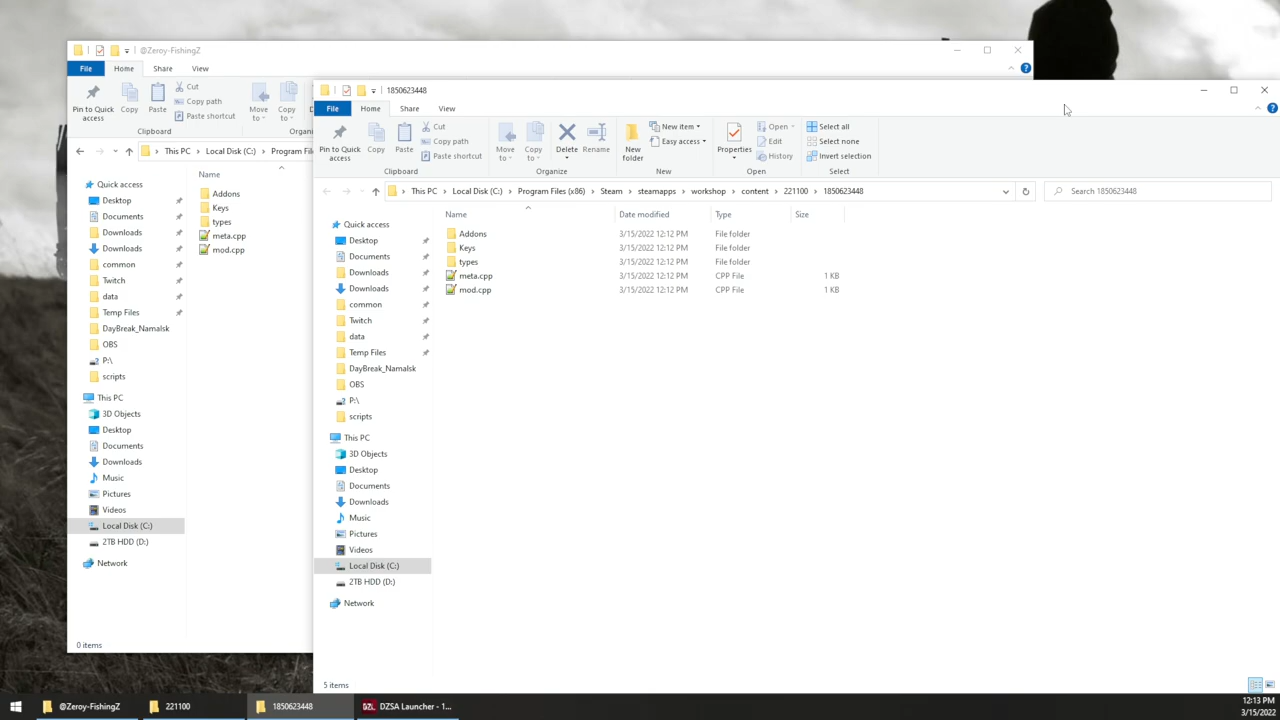 @Zeroy-FishingZ
File
Home
Share
View
Pin to Quick access
Copy
Paste
Cut
Copy path
Paste shortcut
Move to
Copy to
Clipboard
Organi
This PC
Local Disk (C:)
Program Fil
Name
Addons
Keys
types
meta.cpp
mod.cpp
Quick access
Desktop
Documents
Downloads
Downloads
common
Twitch
data
Temp Files
DayBreak_Namalsk
OBS
P:\
scripts
This PC
3D Objects
Desktop
Documents
Downloads
Music
Pictures
Videos
Local Disk (C:)
2TB HDD (D:)
Network
0 items
1850623448
File
Home
Share
View
Pin to Quick access
Copy
Paste
Cut
Copy path
Paste shortcut
Clipboard
Move to
Copy to
Delete
Rename
Organize
New folder
New item
Easy access
New
Properties
Open
Edit
History
Open
Select all
Select none
Invert selection
Select
This PC
Local Disk (C:)
Program Files (x86)
Steam
steamapps
workshop
content
221100
1850623448
Search 1850623448
Name Date modified Type Size
Addons 3/15/2022 12:12 PM File folder
Keys 3/15/2022 12:12 PM File folder
types 3/15/2022 12:12 PM File folder
meta.cpp 3/15/2022 12:12 PM CPP File 1 KB
mod.cpp 3/15/2022 12:12 PM CPP File 1 KB
Quick access
Desktop
Documents
Downloads
Downloads
common
Twitch
data
Temp Files
DayBreak_Namalsk
OBS
P:\
scripts
This PC
3D Objects
Desktop
Documents
Downloads
Music
Pictures
Videos
Local Disk (C:)
2TB HDD (D:)
Network
5 items
@Zeroy-FishingZ
221100
1850623448
DZL
DZSA Launcher - 1...
12:13 PM
3/15/2022